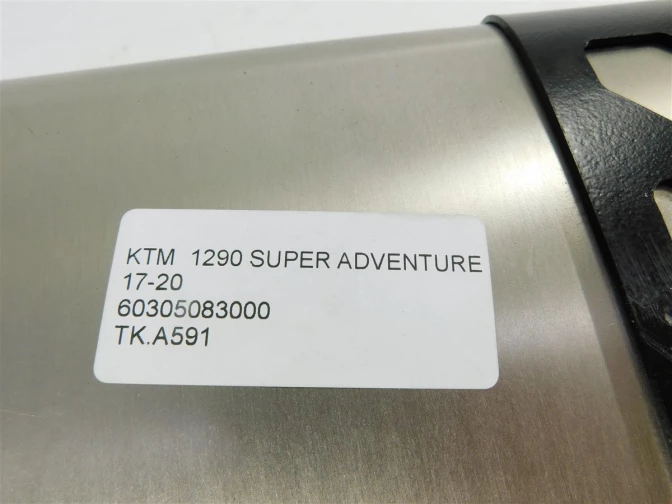 KTM 1290 SUPER ADVENTURE
17-20
60305083000
TK.A591